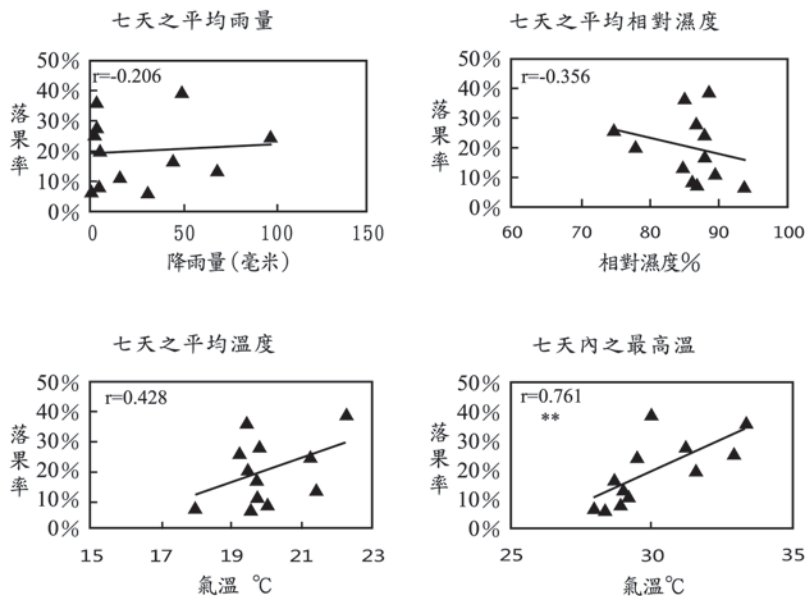 七天之平均雨量
r=-0.206
落果率
50%
40%
30%
20%
10%
0%
0
50
100
150
降雨量(毫米)
七天之平均相對濕度
r=-0.356
落果率
50%
40%
30%
20%
10%
0%
60
70
80
90
100
相對濕度%
七天之平均溫度
r=0.428
落果率
50%
40%
30%
20%
10%
0%
15
17
19
21
23
氣溫 ℃
七天內之最高溫
r=0.761
**
落果率
50%
40%
30%
20%
10%
0%
25
30
35
氣溫℃